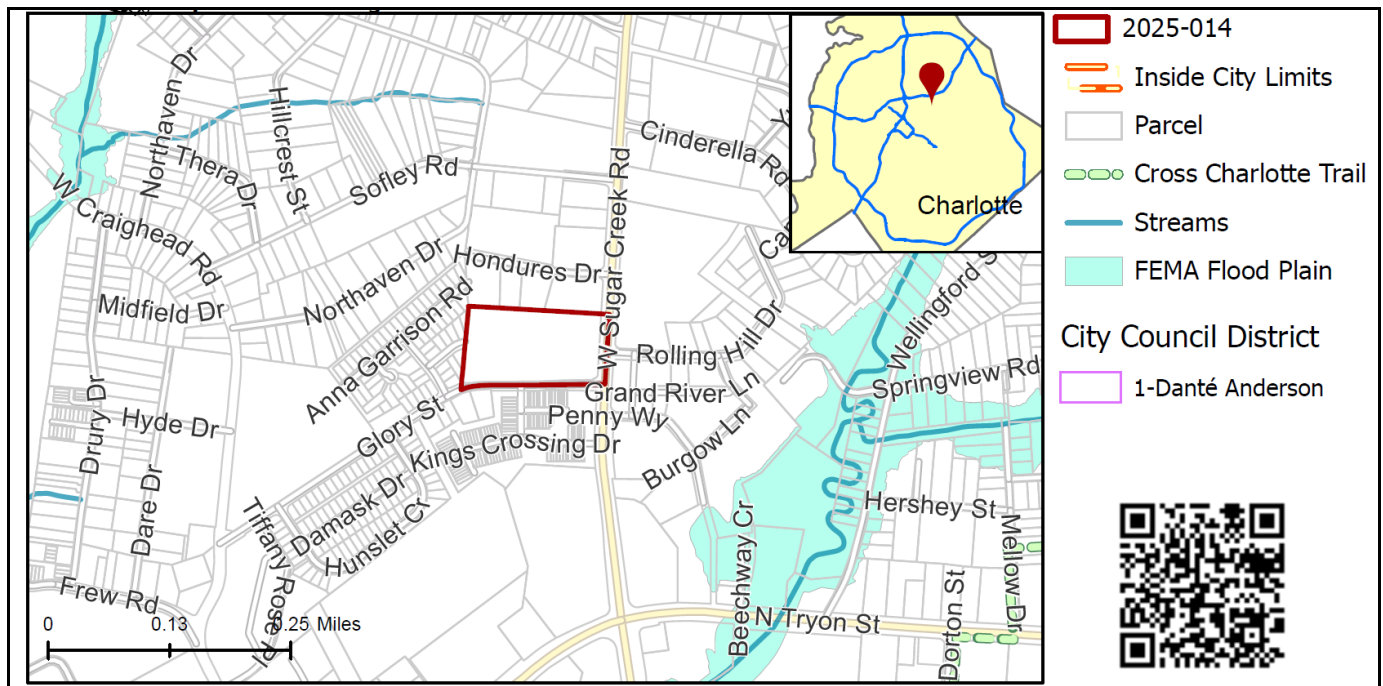 Northaven Dr
Hillcrest St
Thera Dr
Sofley Rd
W Craighead Rd
Midfield Dr
Northaven Dr
Hondures Dr
Anna Garrison Rd
W Sugar Creek Rd
Cinderella Rd
Rolling Hill Dr
Grand River Ln
Penny Wy
Burgow Ln
Glory St
Kings Crossing Dr
Hyde Dr
Drury Dr
Dare Dr
Damask Dr
Hunslet Cr
Tiffany Rose Pl
Frew Rd
Wellingford S
Springview Rd
Hershey St
Mellow Dr
Dorton St
Beechway Cr
N Tryon St
0
0.13
0.25 Miles
Charlotte
2025-014
Inside City Limits
Parcel
Cross Charlotte Trail
Streams
FEMA Flood Plain
City Council District
1-Danté Anderson